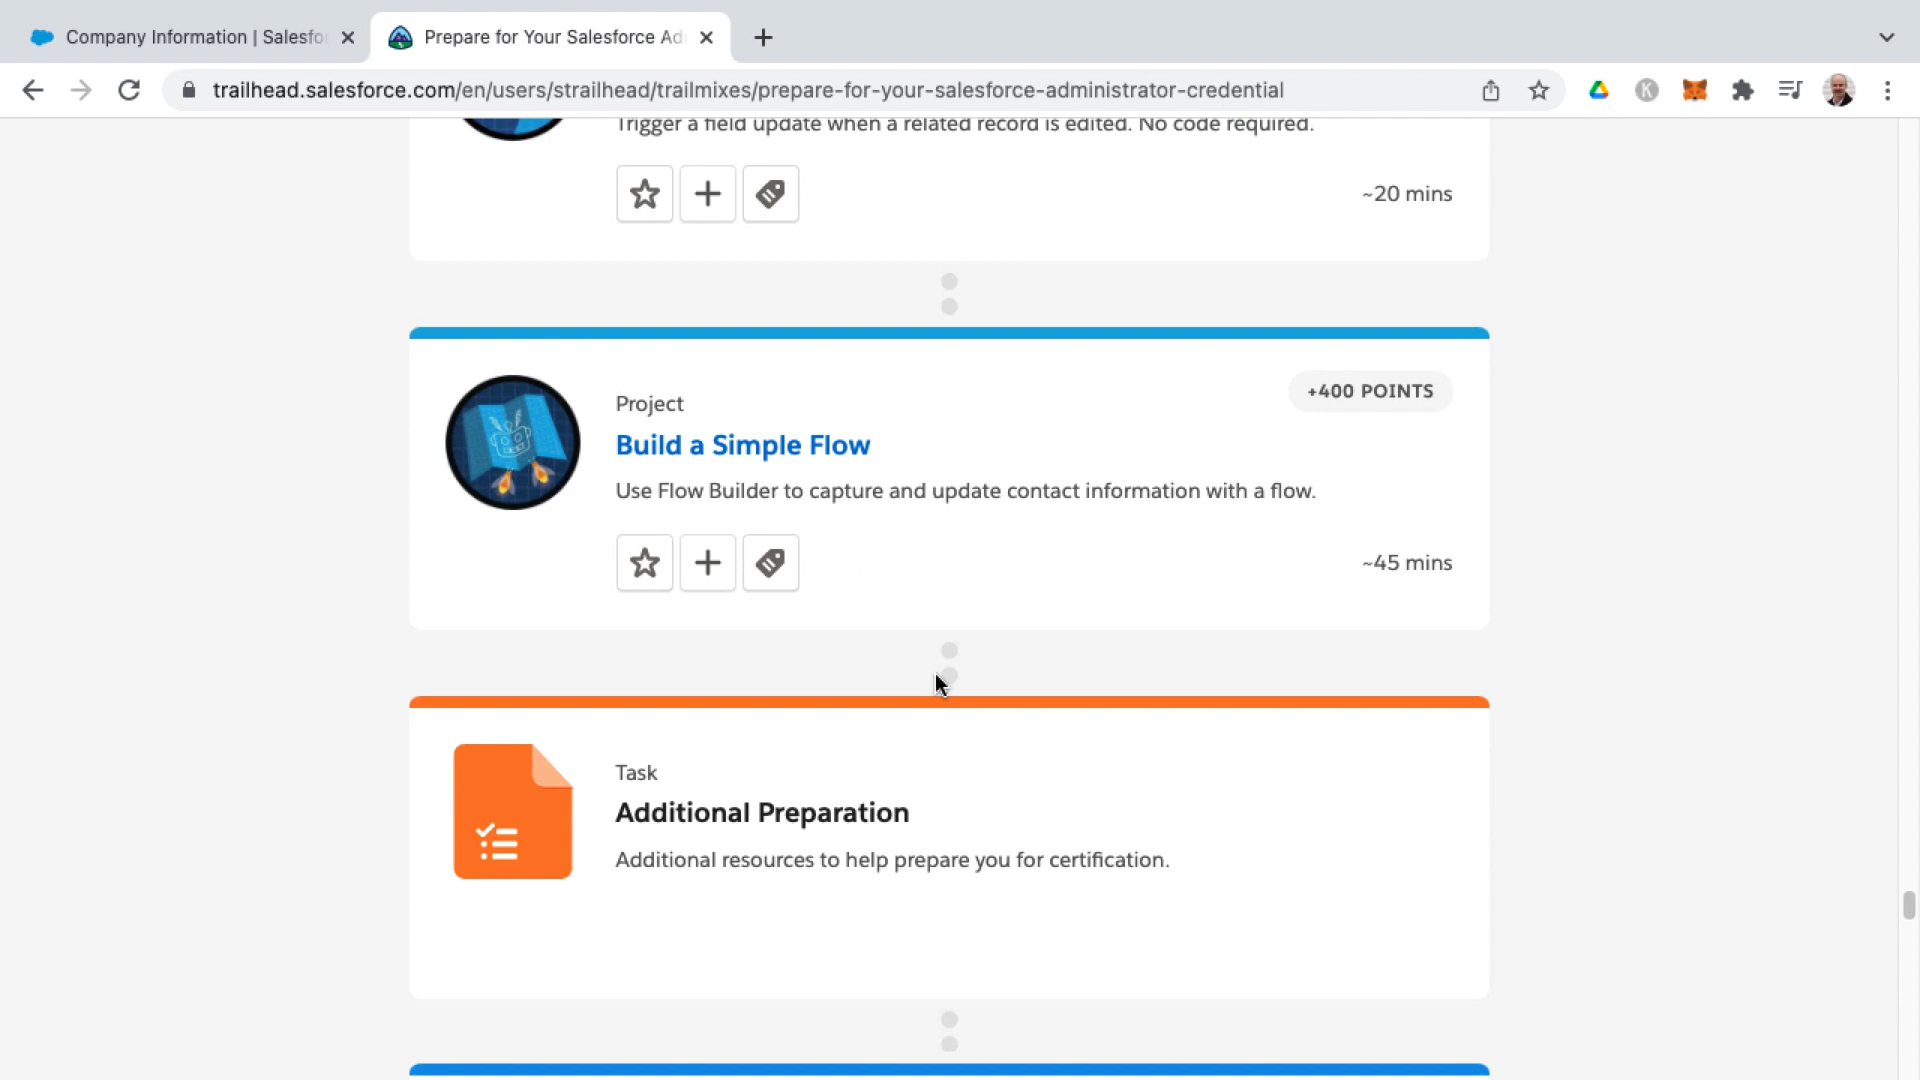 Company Information | Salesfo
Prepare for Your Salesforce Ad
trailhead.salesforce.com/en/users/strailhead/trailmixes/prepare-for-your-salesforce-administrator-credential
K
Trigger a field update when a related record is edited. No code required.
~20 mins
+400 POINTS
Project
Build a Simple Flow
Use Flow Builder to capture and update contact information with a flow.
~45 mins
Task
Additional Preparation
Additional resources to help prepare you for certification.